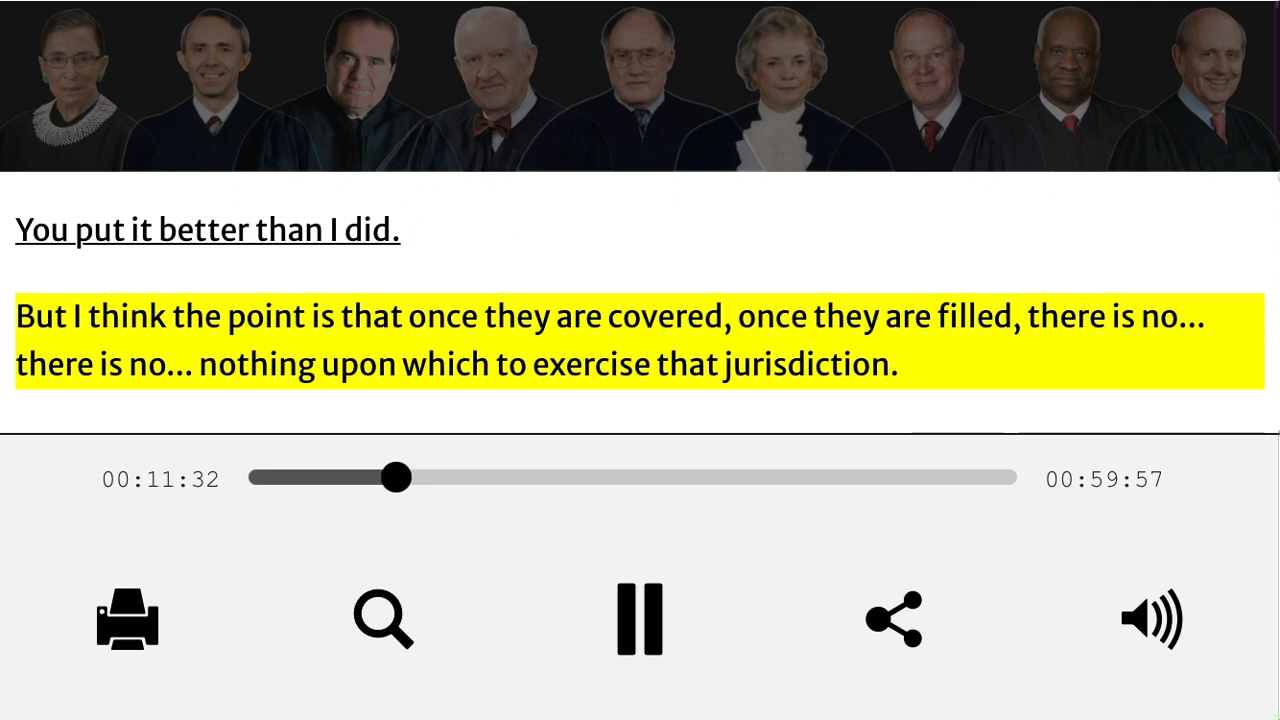 You put it better than I did.
But I think the point is that once they are covered, once they are filled, there is no...
there is no... nothing upon which to exercise that jurisdiction.
00:11:32
00:59:57